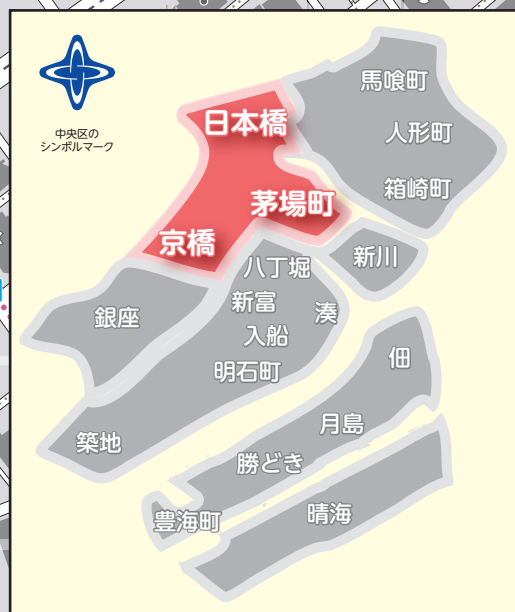 中央区の
シンボルマーク
馬喰町
日本橋
人形町
箱崎町
茅場町
京橋
新川
八丁堀
新富
湊
銀座
入船
佃
明石町
月島
築地
勝どき
豊海町
晴海